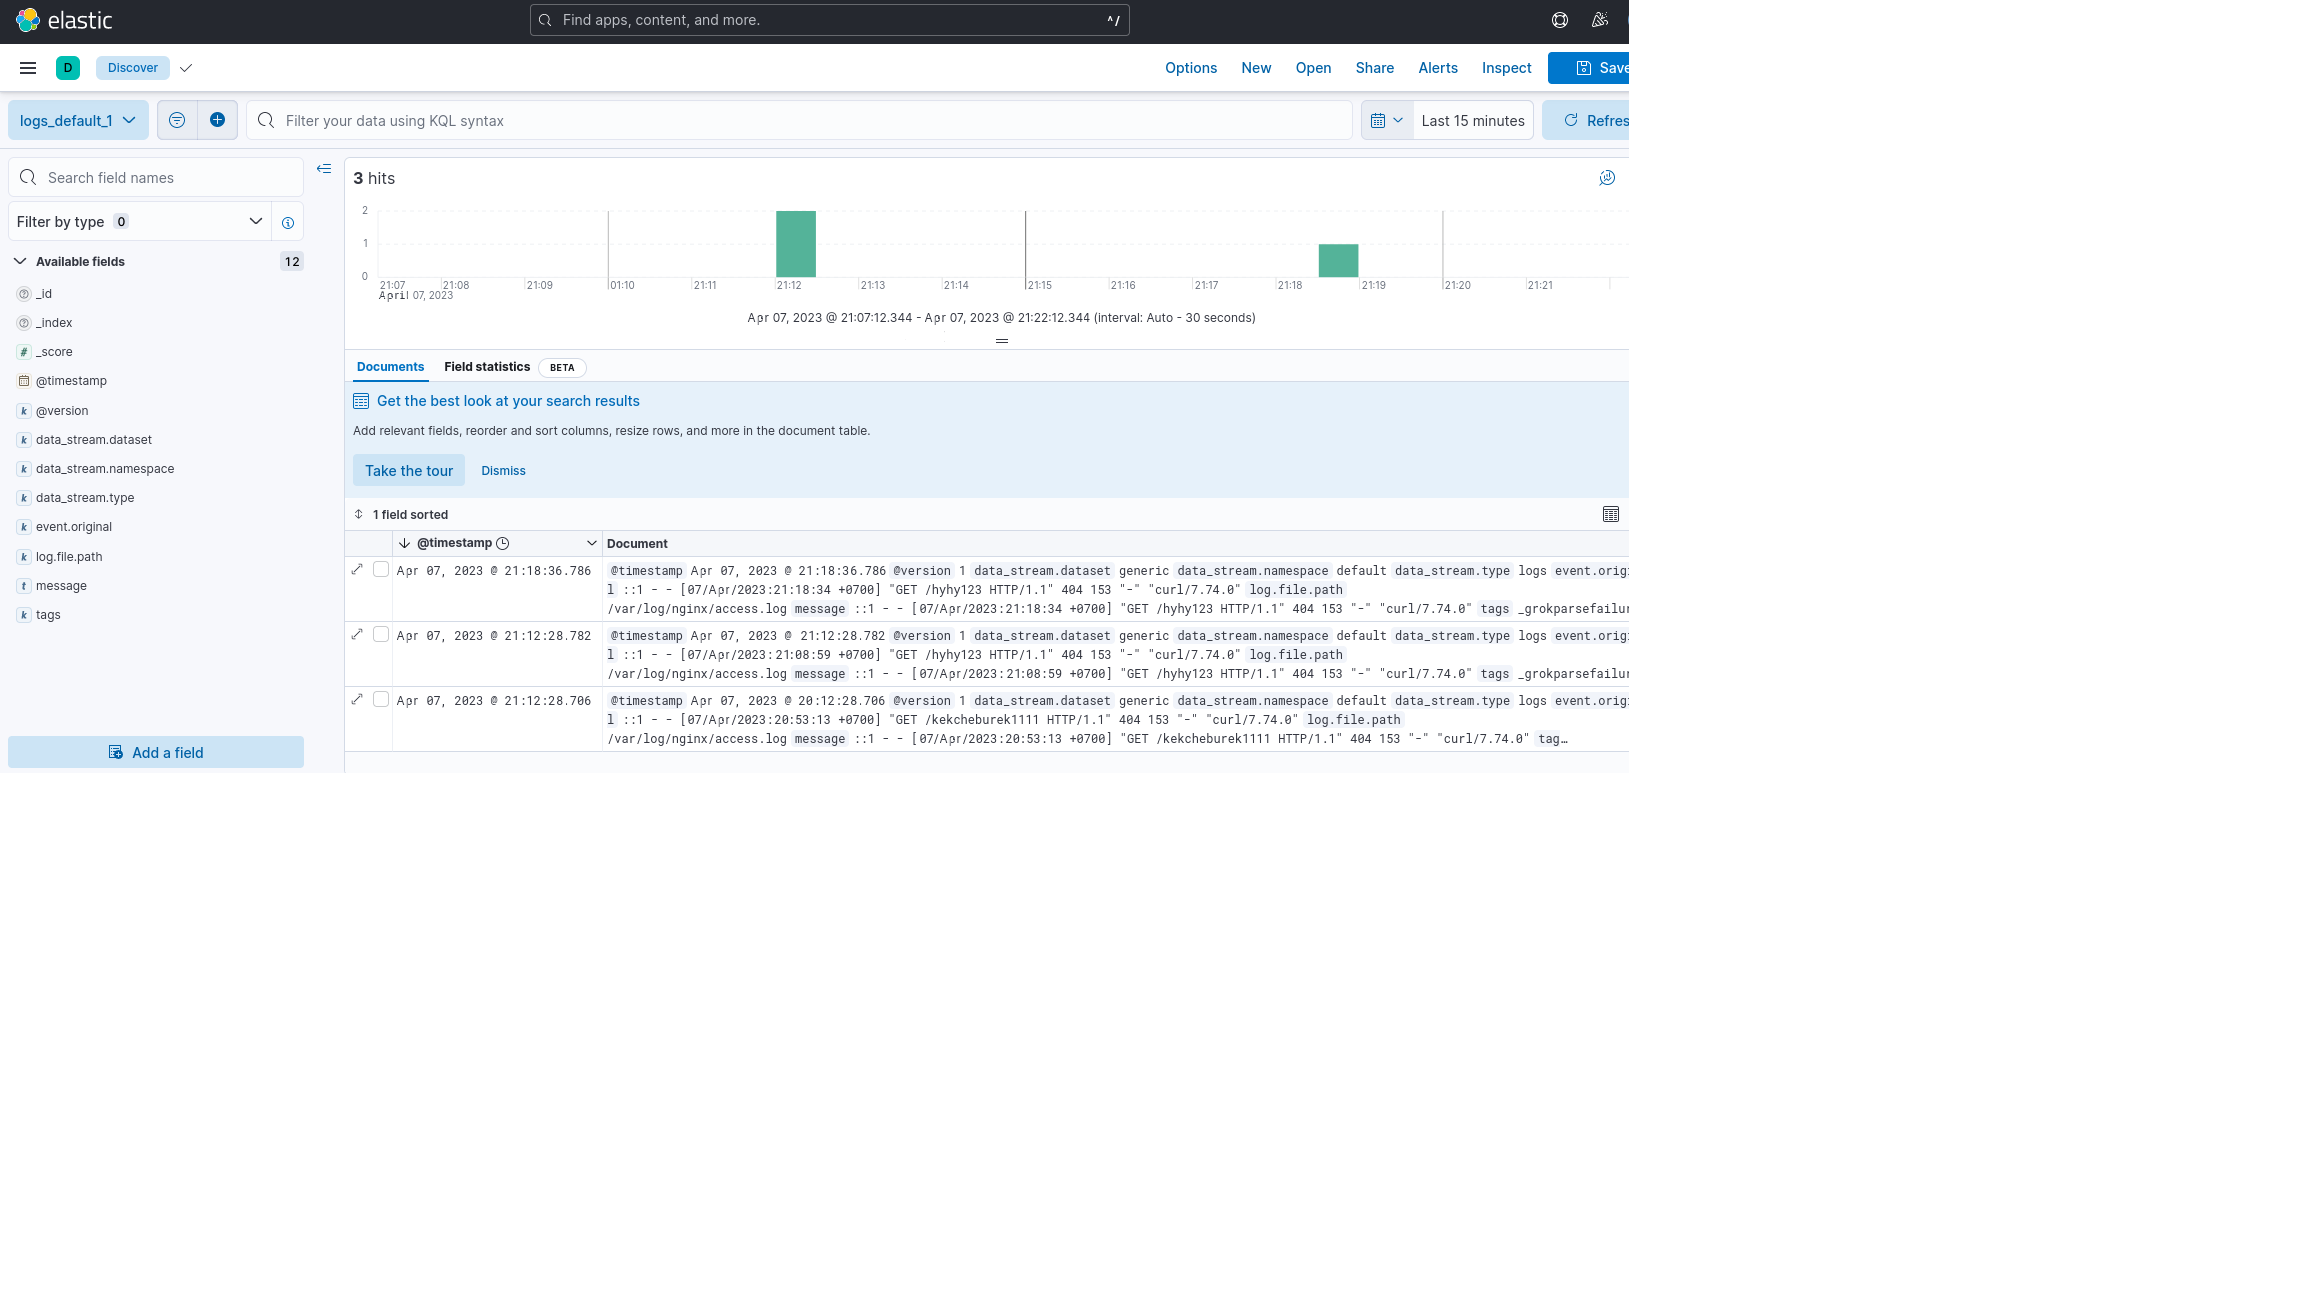 elastic
Find apps, content, and more. ^/
D Discover Options New Open Share Alerts Inspect Save
logs_default_1 Filter your data using KQL syntax Last 15 minutes Refres
Search field names
Filter by type 0
Available fields 12
_id
_index
_score
@timestamp
@version
data_stream.dataset
data_stream.namespace
data_stream.type
event.original
log.file.path
message
tags
Add a field
3 hits
2
1
0
21:07 21:08 21:09 01:10 21:11 21:12 21:13 21:14 21:15 21:16 21:17 21:18 21:19 21:20 21:21
April 07, 2023
Apr 07, 2023 @ 21:07:12.344 - Apr 07, 2023 @ 21:22:12.344 (interval: Auto - 30 seconds)
Documents Field statistics BETA
Get the best look at your search results
Add relevant fields, reorder and sort columns, resize rows, and more in the document table.
Take the tour Dismiss
1 field sorted
@timestamp Document
Apr 07, 2023 @ 21:18:36.786 @timestamp Apr 07, 2023 @ 21:18:36.786 @version 1 data_stream.dataset generic data_stream.namespace default data_stream.type logs event.origi
l ::1 - - [07/Apr/2023:21:18:34 +0700] "GET /hyhy123 HTTP/1.1" 404 153 "-" "curl/7.74.0" log.file.path
/var/log/nginx/access.log message ::1 - - [07/Apr/2023:21:18:34 +0700] "GET /hyhy123 HTTP/1.1" 404 153 "-" "curl/7.74.0" tags _grokparsefailur
Apr 07, 2023 @ 21:12:28.782 @timestamp Apr 07, 2023 @ 21:12:28.782 @version 1 data_stream.dataset generic data_stream.namespace default data_stream.type logs event.origi
l ::1 - - [07/Apr/2023:21:08:59 +0700] "GET /hyhy123 HTTP/1.1" 404 153 "-" "curl/7.74.0" log.file.path
/var/log/nginx/access.log message ::1 - - [07/Apr/2023:21:08:59 +0700] "GET /hyhy123 HTTP/1.1" 404 153 "-" "curl/7.74.0" tags _grokparsefailur
Apr 07, 2023 @ 21:12:28.706 @timestamp Apr 07, 2023 @ 20:12:28.706 @version 1 data_stream.dataset generic data_stream.namespace default data_stream.type logs event.origi
l ::1 - - [07/Apr/2023:20:53:13 +0700] "GET /kekcheburek1111 HTTP/1.1" 404 153 "-" "curl/7.74.0" log.file.path
/var/log/nginx/access.log message ::1 - - [07/Apr/2023:20:53:13 +0700] "GET /kekcheburek1111 HTTP/1.1" 404 153 "-" "curl/7.74.0" tag…